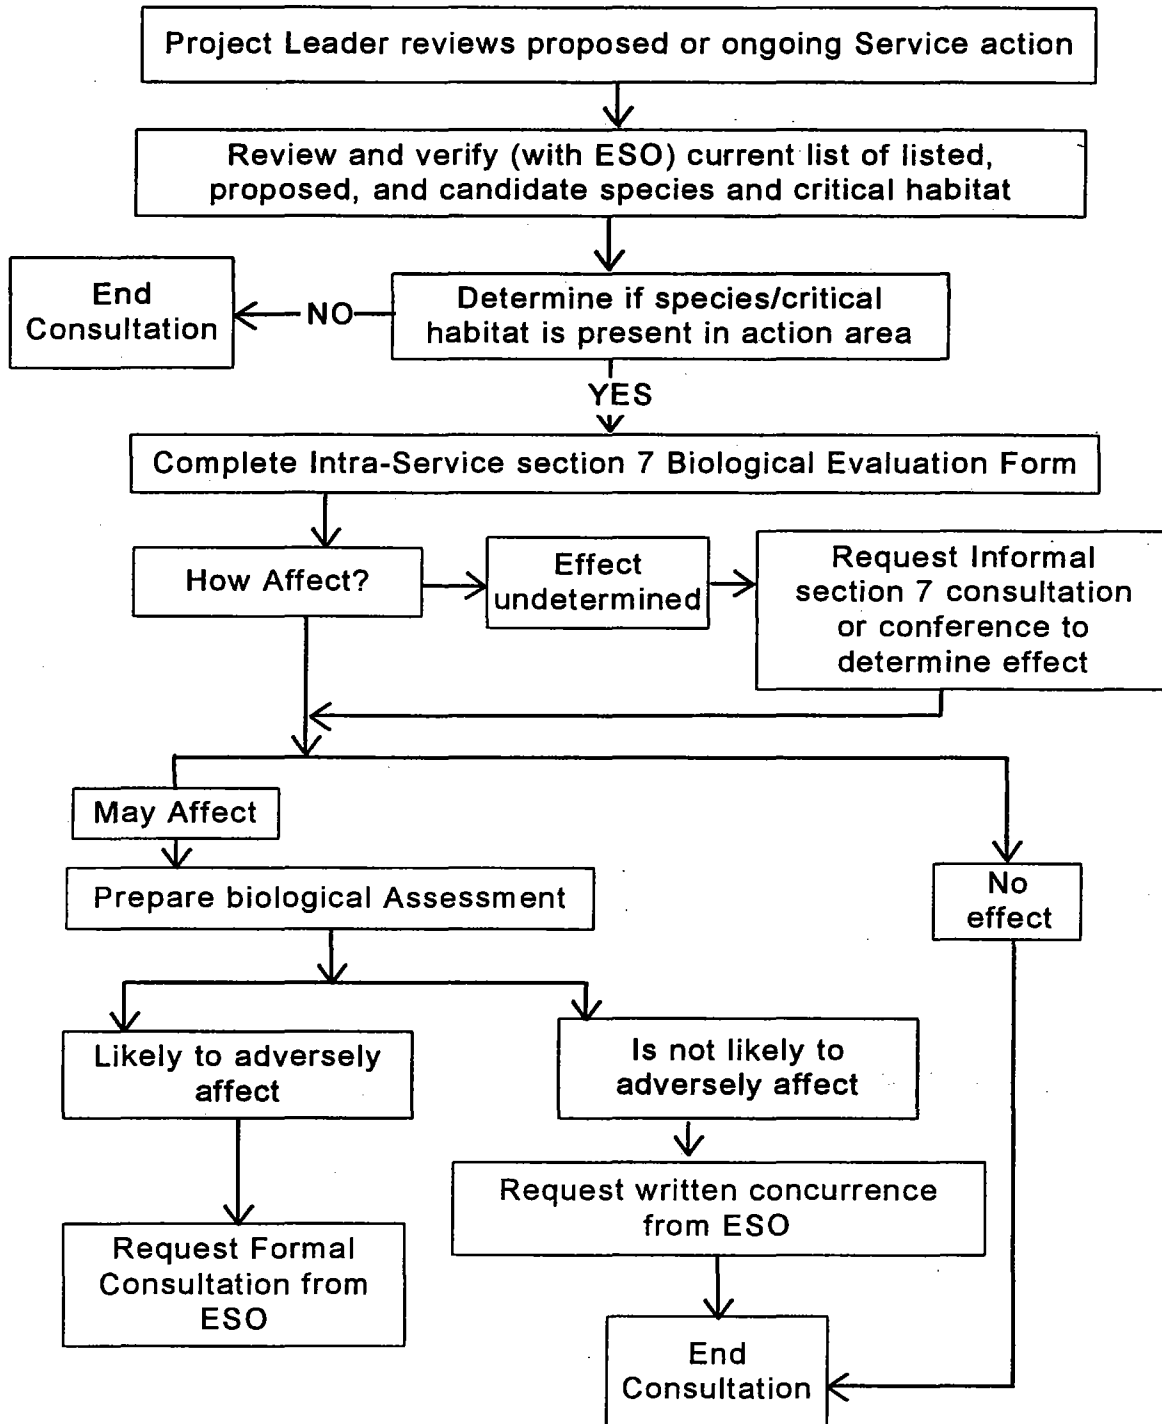 Project Leader reviews proposed or ongoing Service action
Review and verify (with ESO) current list of listed,
proposed, and candidate species and critical habitat
End
Consultation
NO
Determine if species/critical
habitat is present in action area
YES
Complete Intra-Service section 7 Biological Evaluation Form
How Affect?
Effect
undetermined
Request Informal
section 7 consultation
or conference to
determine effect
May Affect
Prepare biological Assessment
No
effect
Likely to adversely
affect
Is not likely to
adversely affect
Request written concurrence
from ESO
Request Formal
Consultation from
ESO
End
Consultation